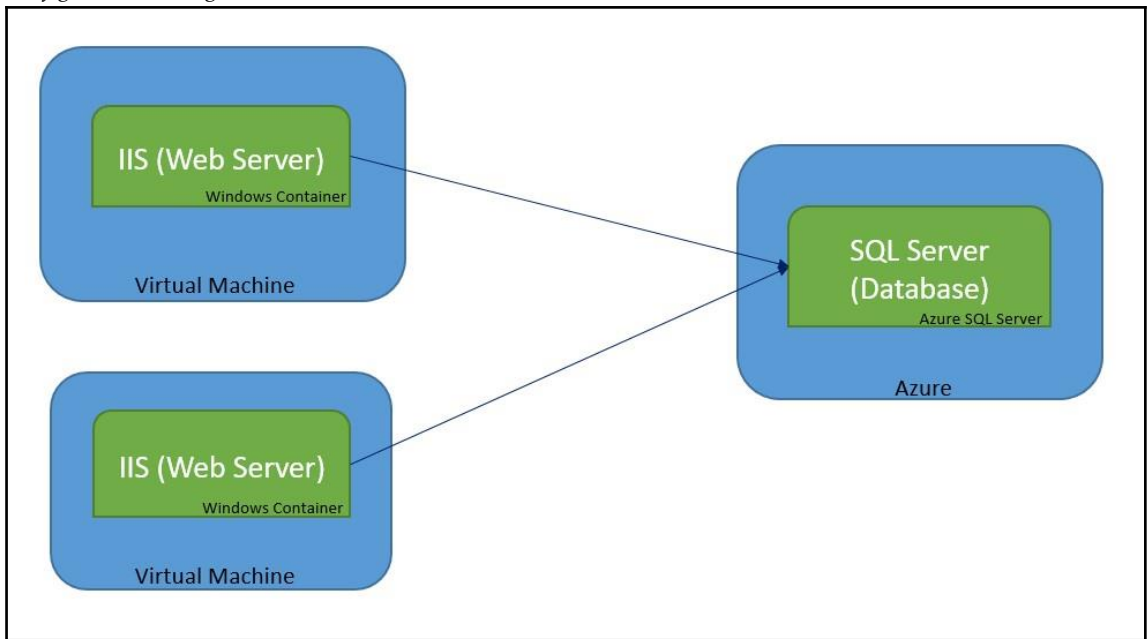 IIS (Web Server)
Windows Container
Virtual Machine
SQL Server
(Database)
Azure SQL Server
Azure
IIS (Web Server)
Windows Container
Virtual Machine